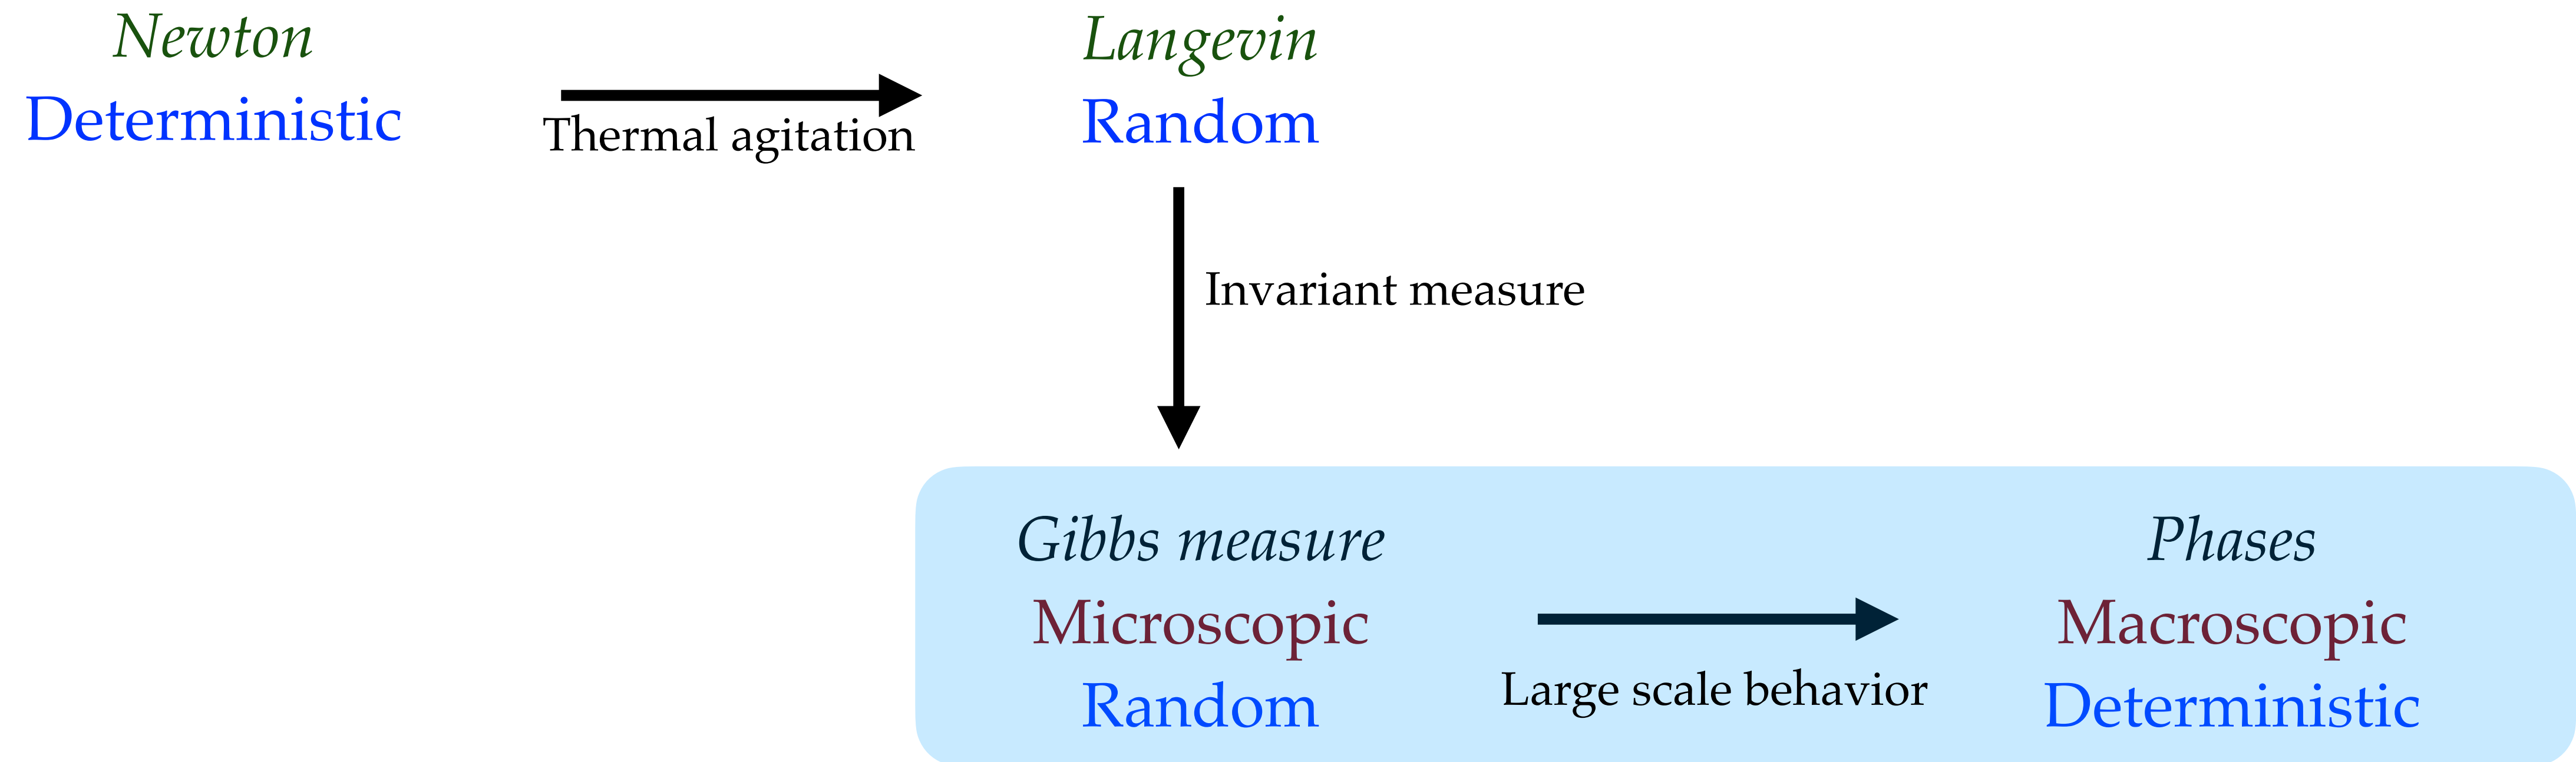 Newton
Deterministic
Thermal agitation
Langevin
Random
Invariant measure
Gibbs measure
Microscopic
Random
Large scale behavior
Phases
Macroscopic
Deterministic